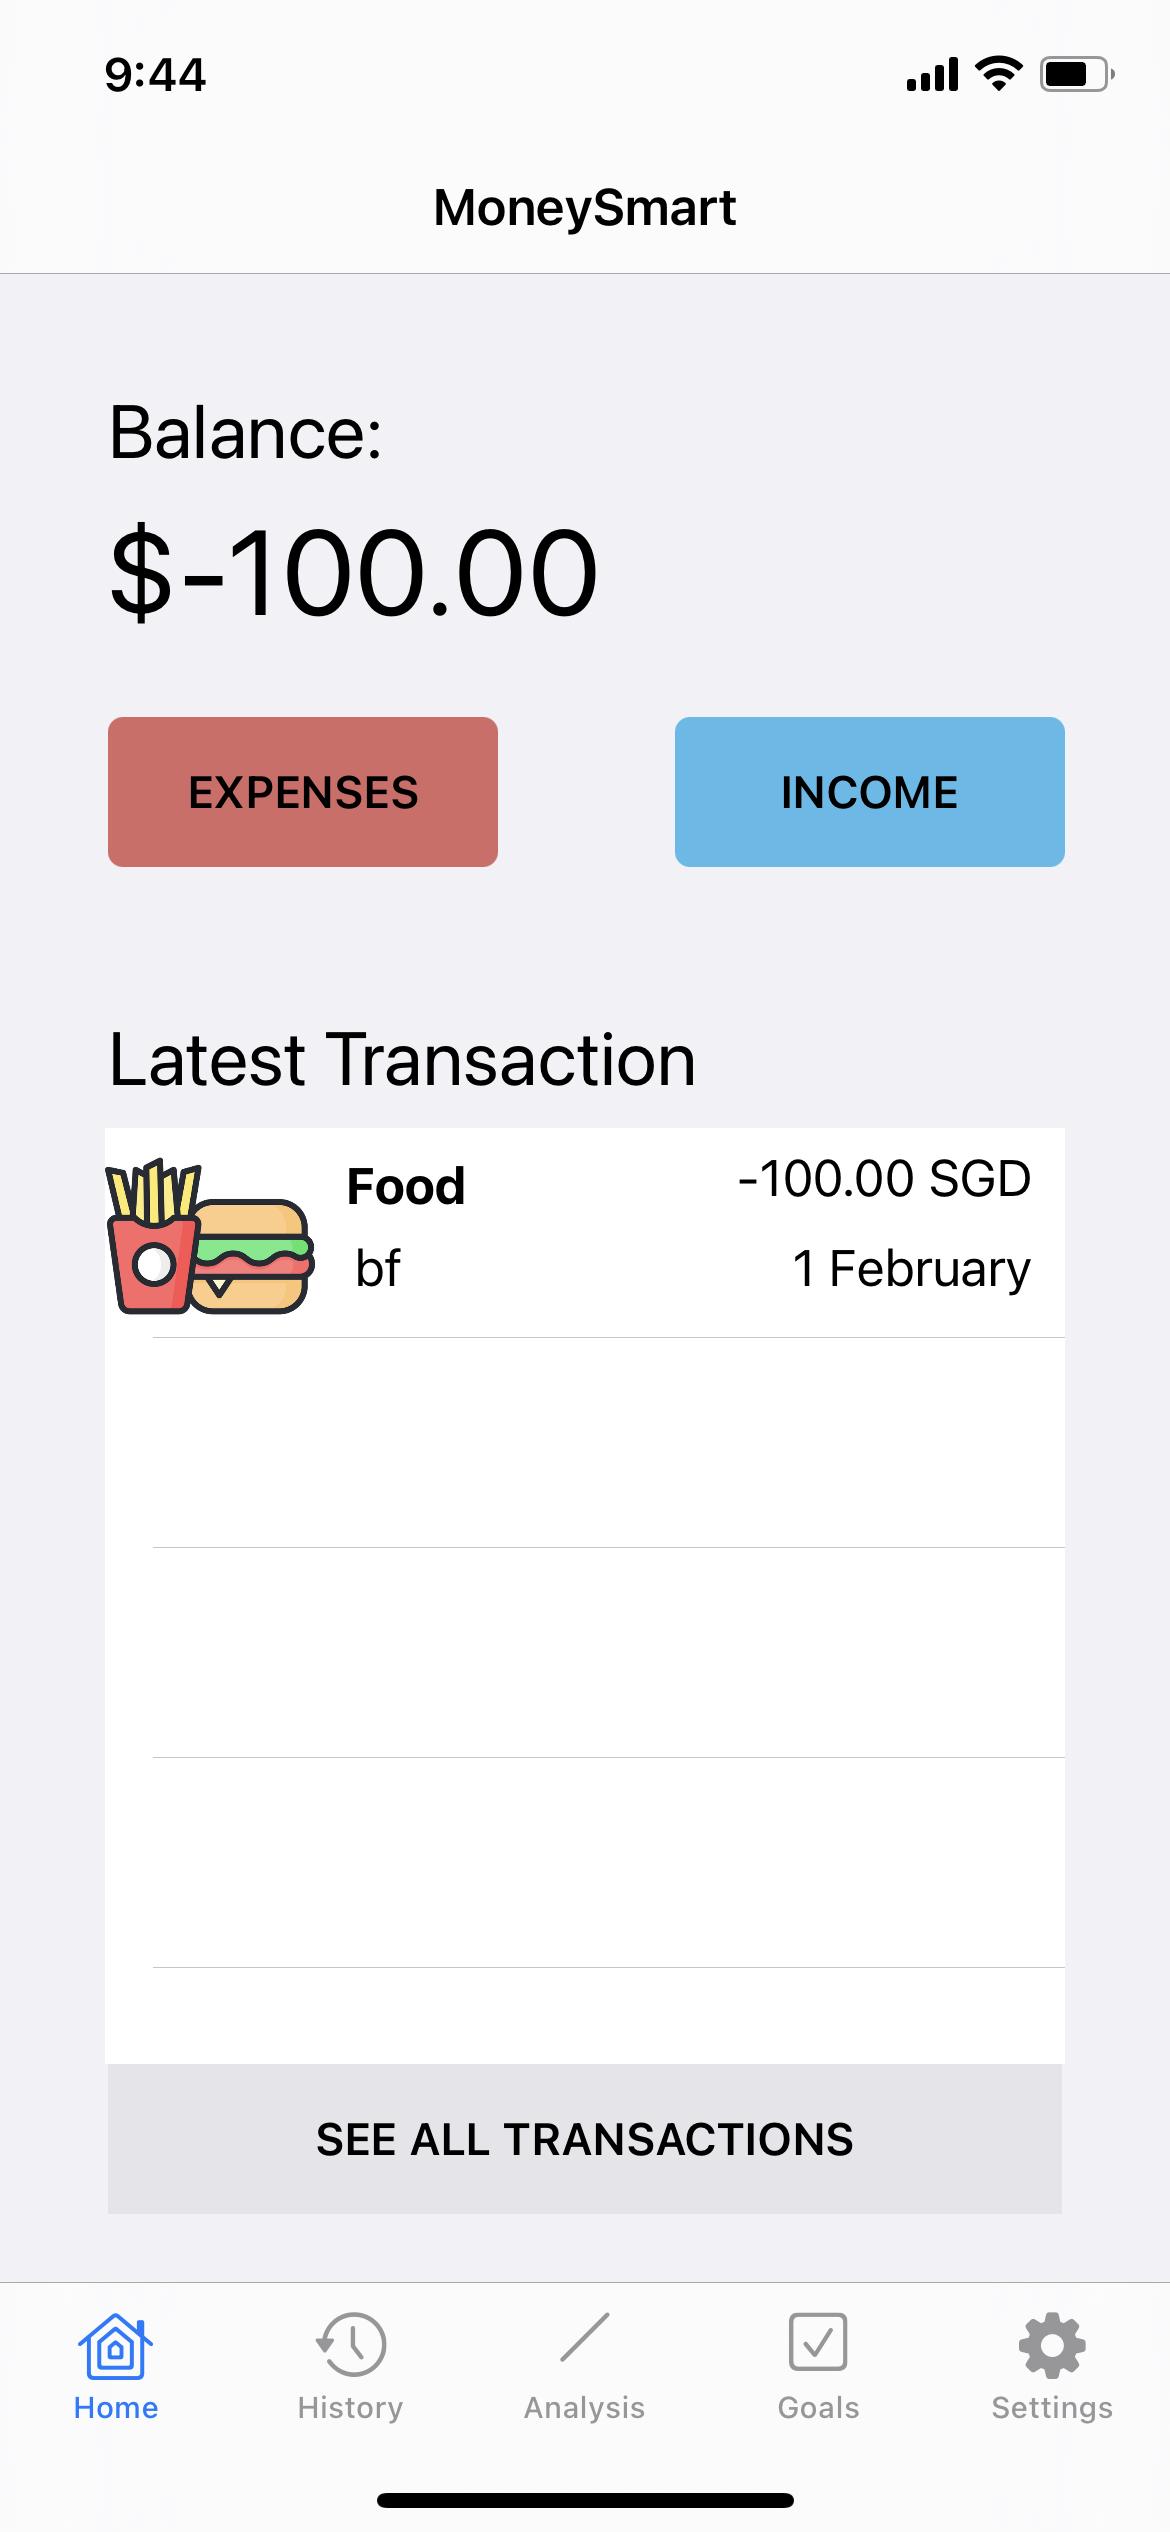 9:44
MoneySmart
Balance:
$-100.00
EXPENSES
INCOME
Latest Transaction
Food
-100.00 SGD
bf
1 February
SEE ALL TRANSACTIONS
Home
History
Analysis
Goals
Settings